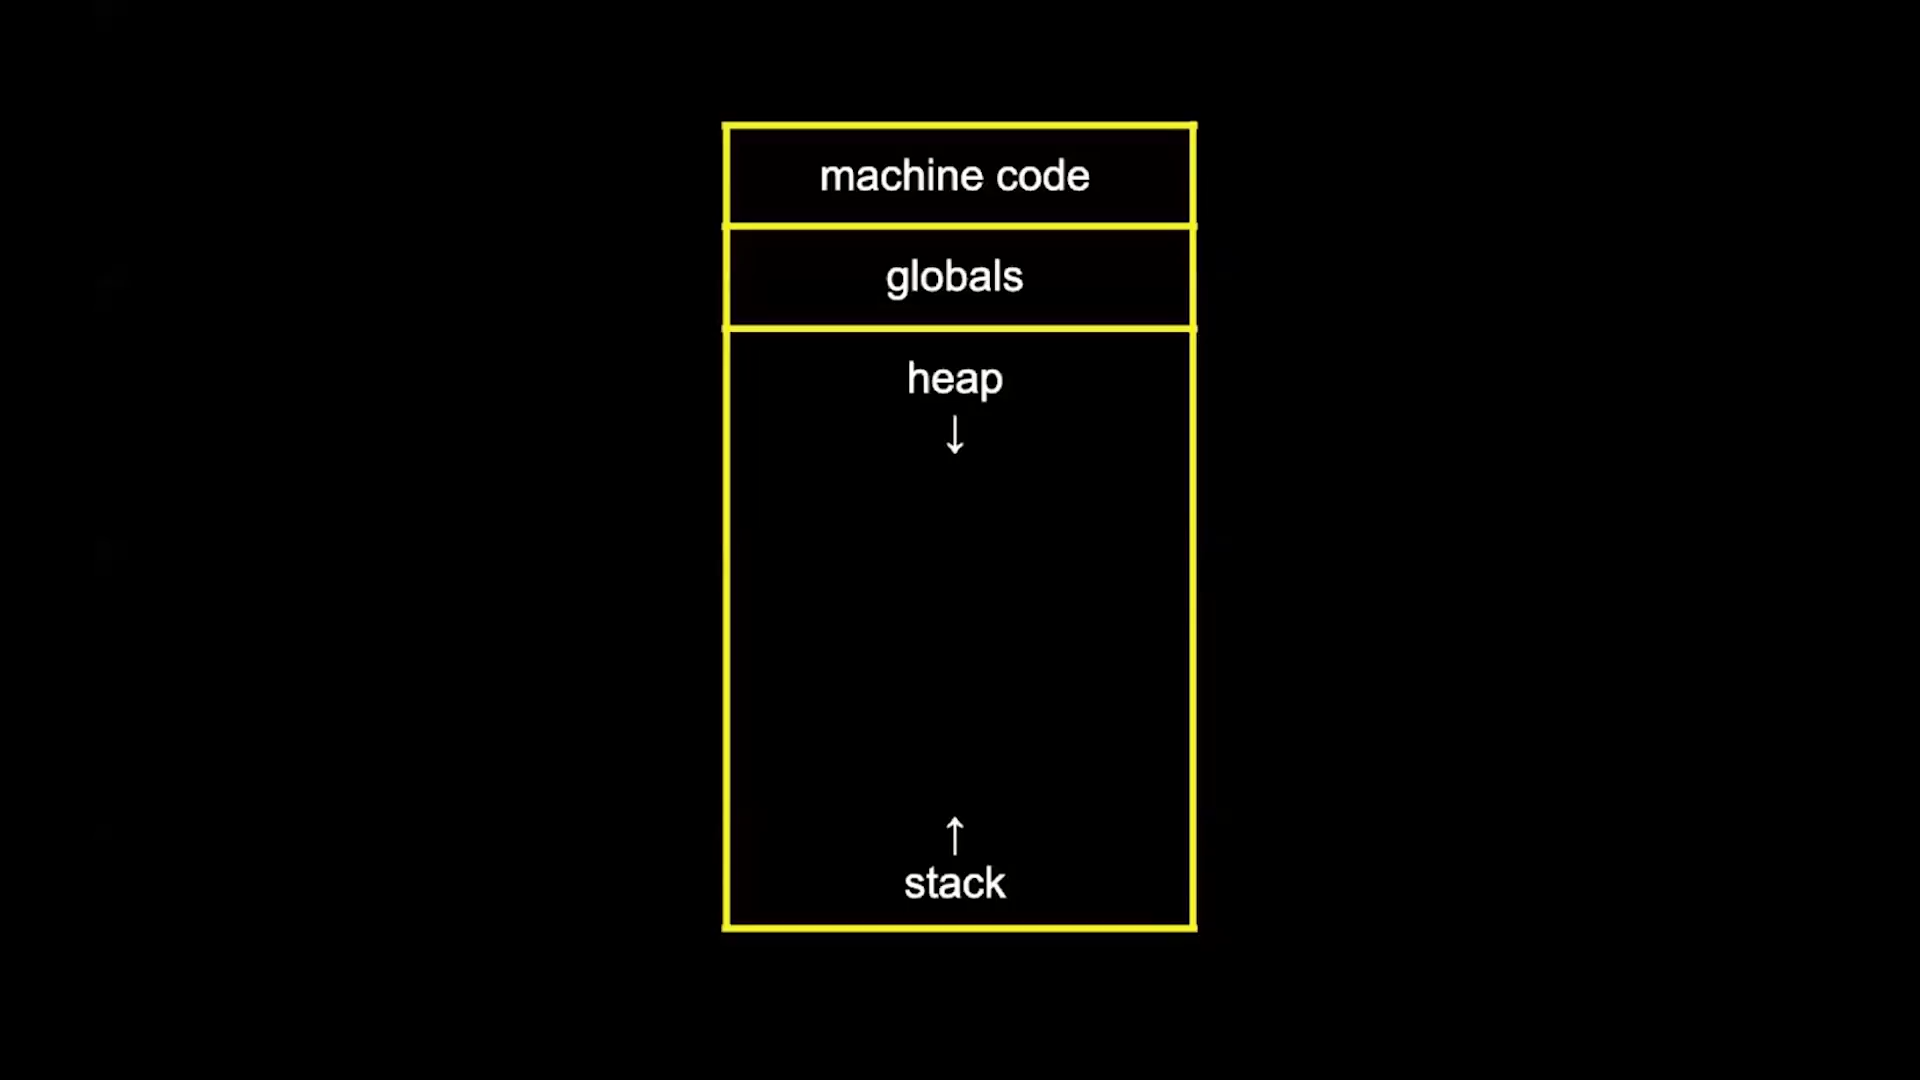 machine code
globals
heap
↓
↑
stack